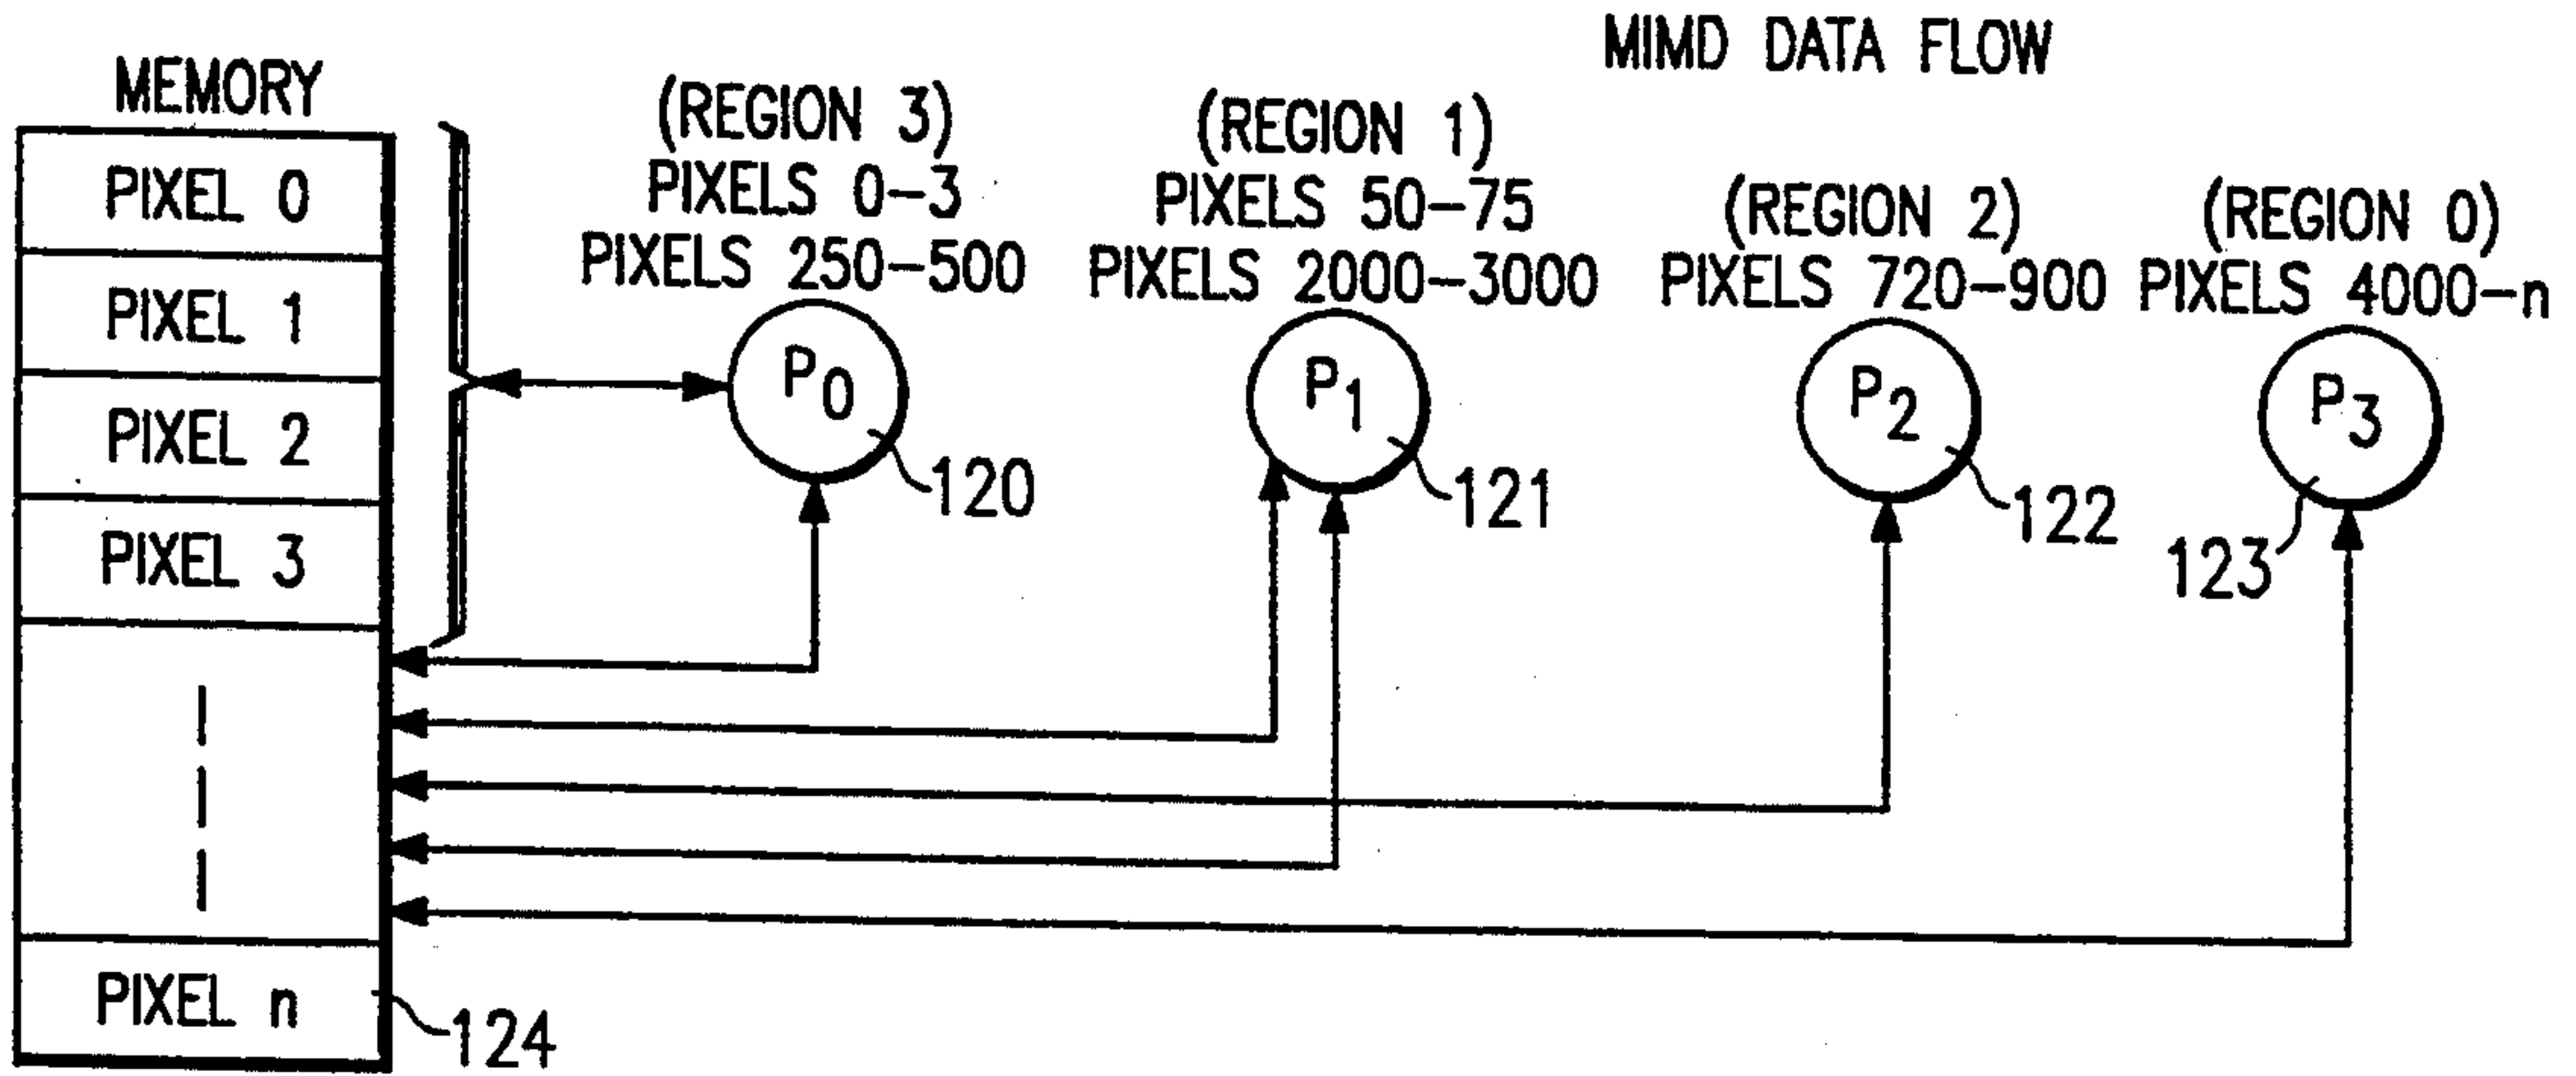 MIMD DATA FLOW
MEMORY
PIXEL 0
PIXEL 1
PIXEL 2
PIXEL 3
PIXEL n
124
(REGION 3)
PIXELS 0-3
PIXELS 250-500
P0
120
(REGION 1)
PIXELS 50-75
PIXELS 2000-3000
P1
121
(REGION 2)
PIXELS 720-900
P2
122
(REGION 0)
PIXELS 4000-n
P3
123